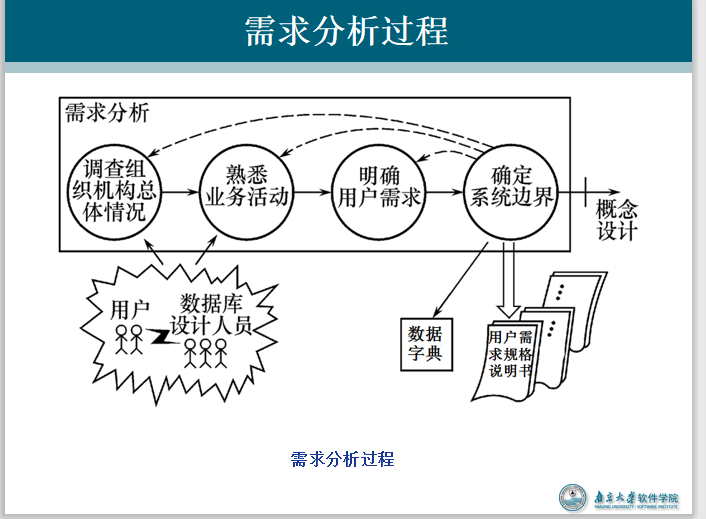 需求分析过程
需求分析
调查组
织机构总
体情况
熟悉
业务活动
明确
用户需求
确定
系统边界
概念
设计
用户
数据库
设计人员
数据
字典
用户需
求规格
说明书
需求分析过程
南京大学软件学院
NANJING UNIVERSITY · SOFTWARE INSTITUTE